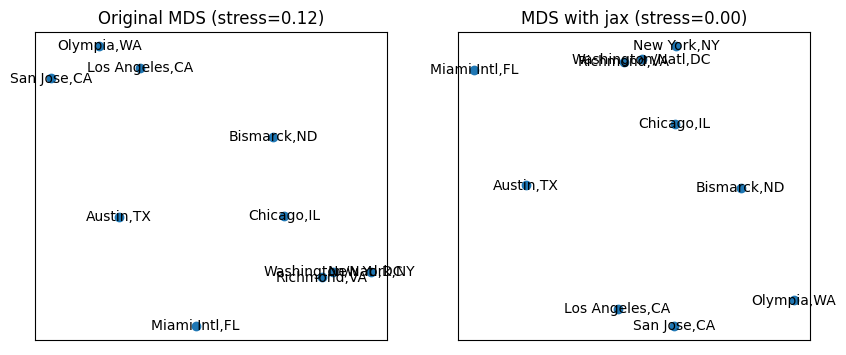 Original MDS (stress=0.12)
Olympia,WA
Los Angeles,CA
San Jose,CA
Bismarck,ND
Austin,TX
Chicago,IL
Washington/Natl,DC
New York,NY
Richmond,VA
Miami Intl,FL
MDS with jax (stress=0.00)
New York,NY
Washington/Natl,DC
Richmond,VA
Miami Intl,FL
Chicago,IL
Austin,TX
Bismarck,ND
Olympia,WA
Los Angeles,CA
San Jose,CA